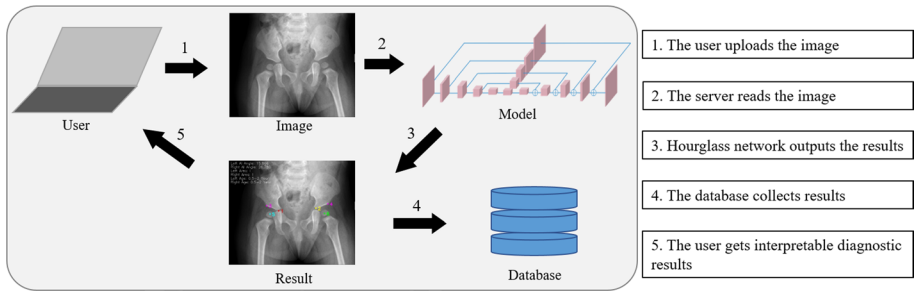 1
2
User
Image
Model
3
5
4
Result
Database
1. The user uploads the image
2. The server reads the image
3. Hourglass network outputs the results
4. The database collects results
5. The user gets interpretable diagnostic
results